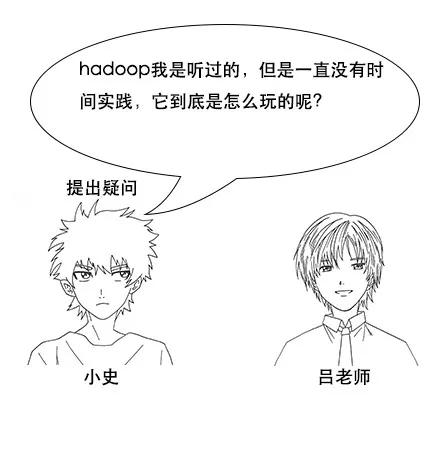 hadoop我是听过的，但是一直没有时
间实践，它到底是怎么玩的呢？
提出疑问
小史
吕老师